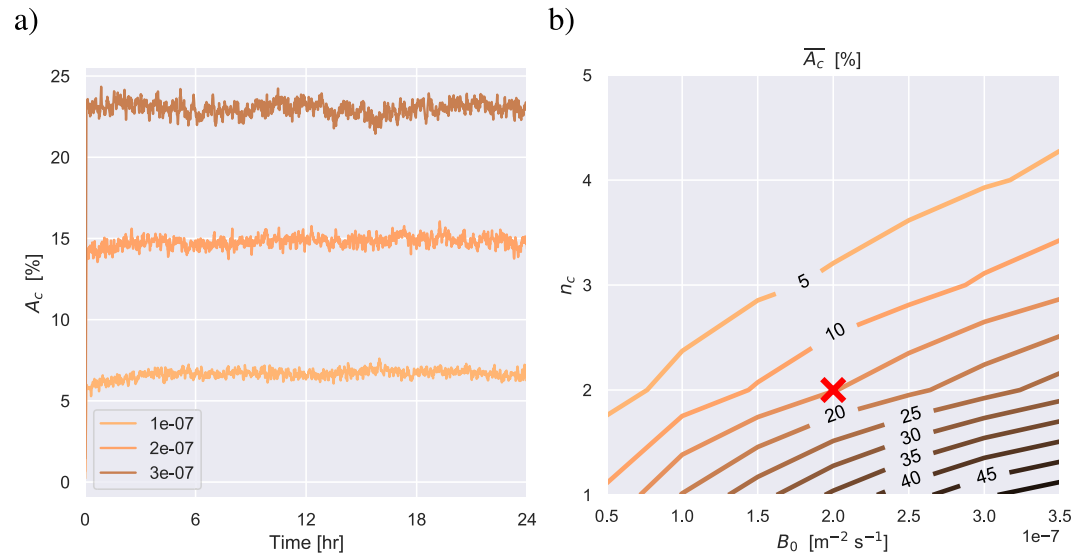 a)
25
20
15
10
5
0
A_c [%]
1e-07
2e-07
3e-07
0 6 12 18 24
Time [hr]
b)
\overline{A_c} [%]
5
4
3
2
1
n_c
5
10
20
25
30
35
40
45
0.5 1.0 1.5 2.0 2.5 3.0 3.5
1e-7
B_0 [m⁻² s⁻¹]